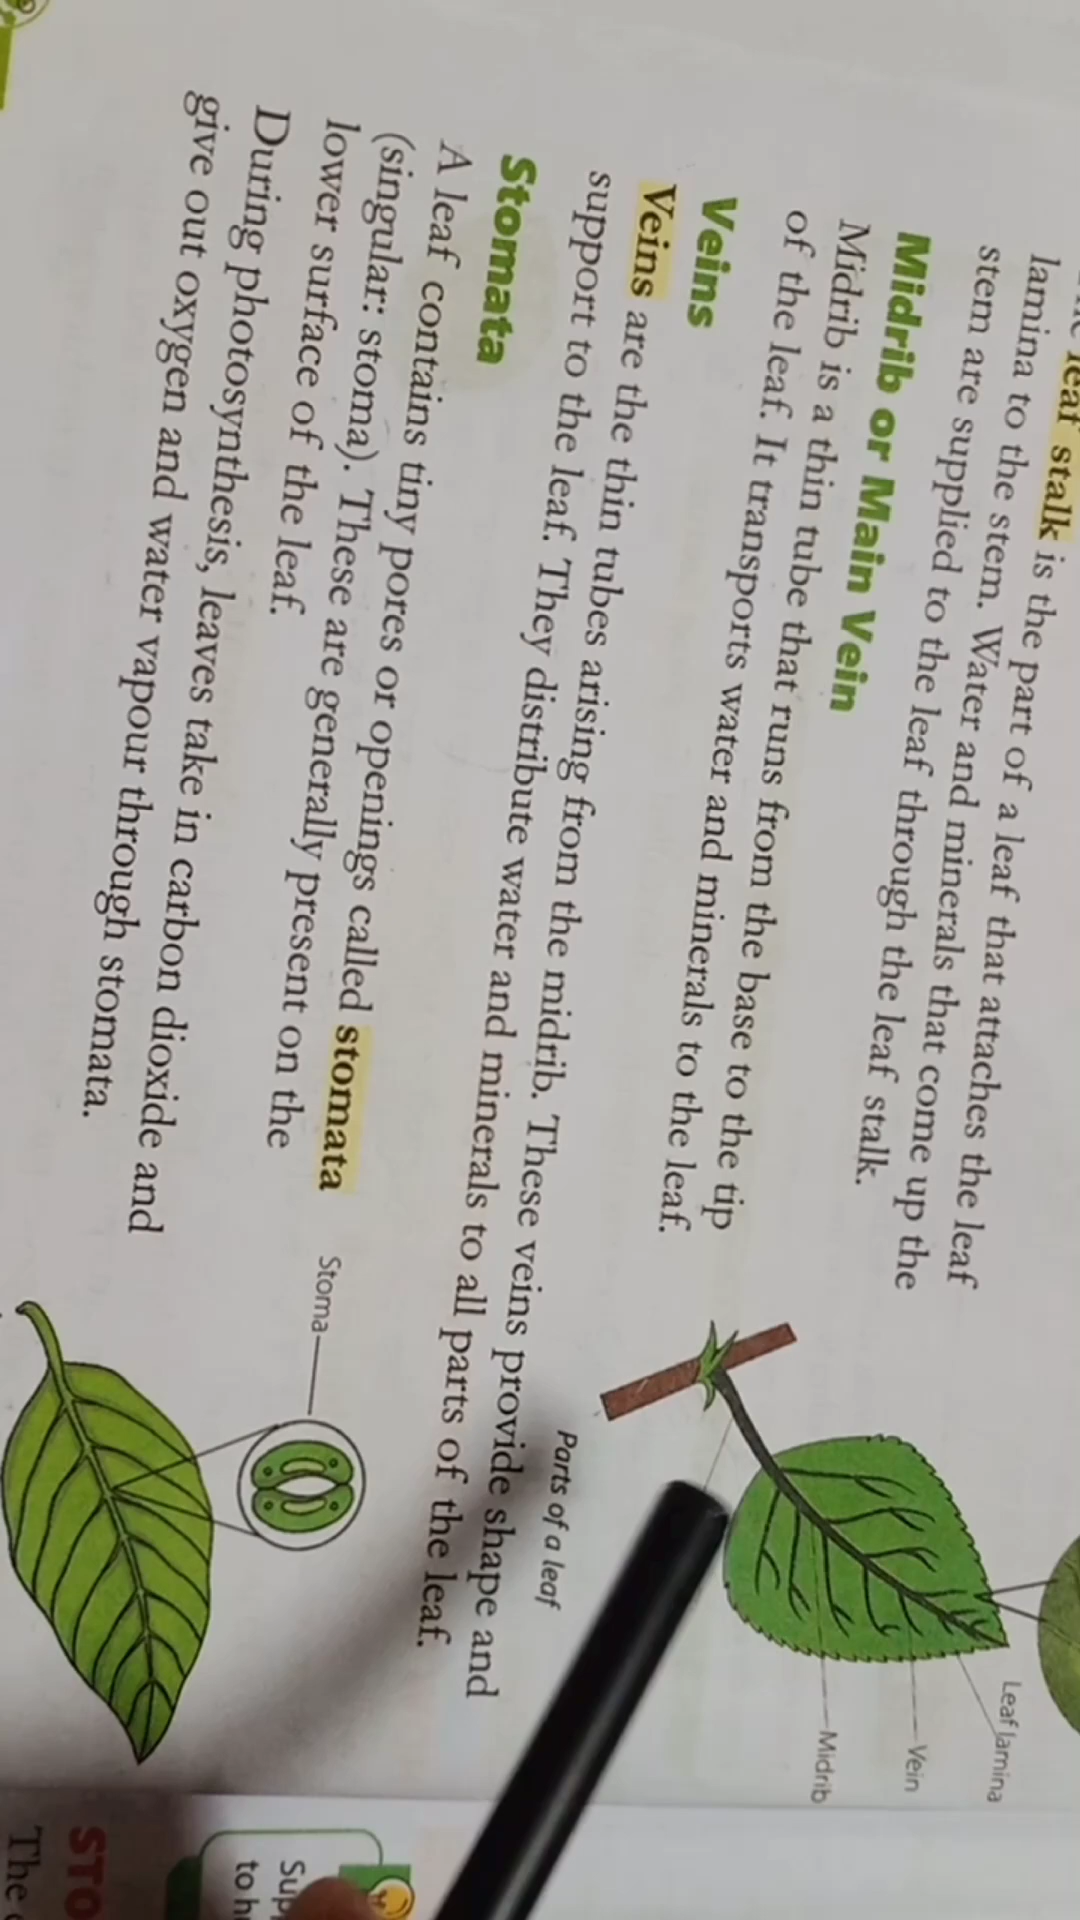 leaf stalk is the part of a leaf that attaches the leaf
lamina to the stem. Water and minerals that come up the
stem are supplied to the leaf through the leaf stalk.
Midrib or Main Vein
Midrib is a thin tube that runs from the base to the tip
of the leaf. It transports water and minerals to the leaf.
Leaf lamina
Vein
Midrib
Parts of a leaf
Veins
Veins are the thin tubes arising from the midrib. These veins provide shape and
support to the leaf. They distribute water and minerals to all parts of the leaf.
Stomata
A leaf contains tiny pores or openings called stomata
(singular: stoma). These are generally present on the
lower surface of the leaf.
During photosynthesis, leaves take in carbon dioxide and
give out oxygen and water vapour through stomata.
Stoma
to
The